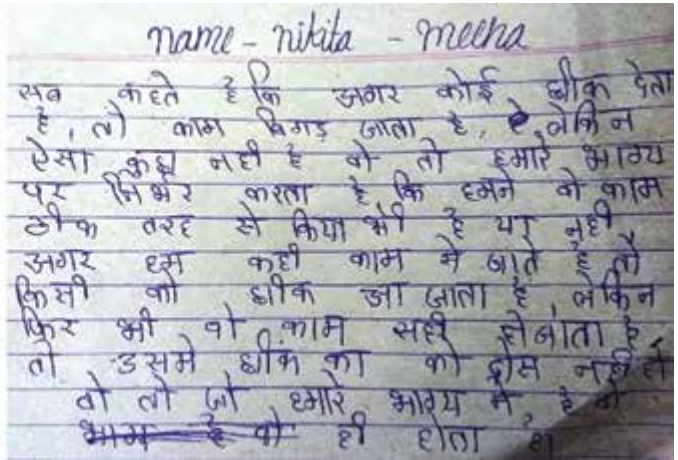 name - nikita - meena
सब कहते है कि अगर कोई छीक देता
है, तो काम बिगड़ जाता है, लेकिन
ऐसा कुछ नही है वो तो हमारे भाग्य
पर निर्भर करता है कि हमने वो काम
ठीक तरह से किया भी है या नही
अगर हम कही काम मे जाते है तो
किसी को छीक आ जाता है, लेकिन
फिर भी वो काम सही हो जाता है
तो उसमे छीक का को दोस नही है
वो तो जो हमारे भाग्य मे है वो
ही होता है